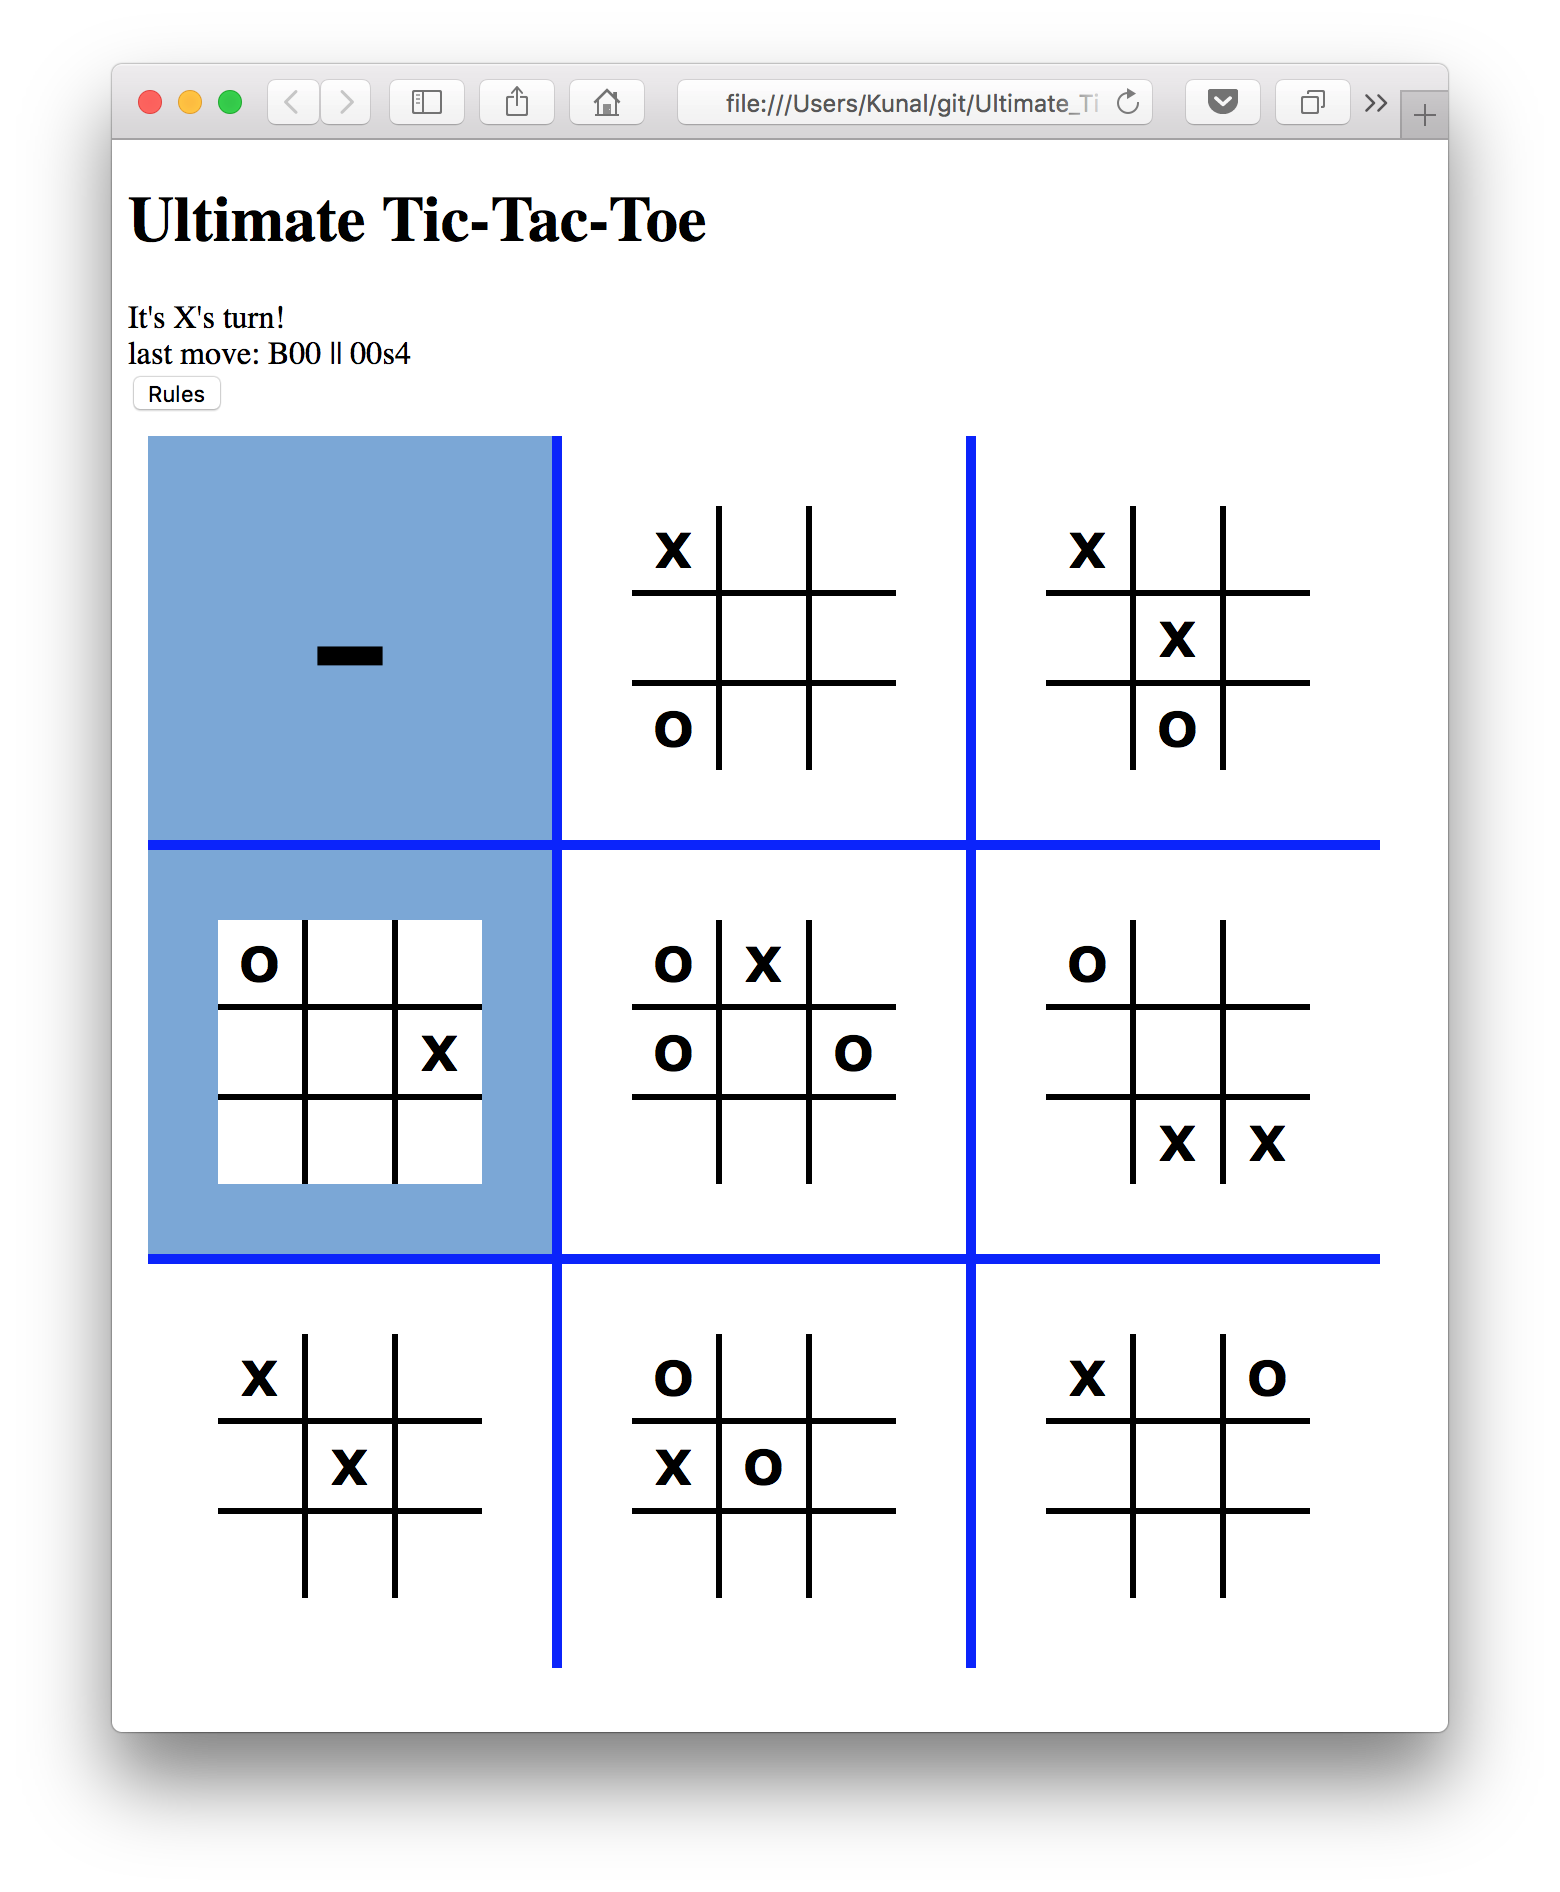 file:///Users/Kunal/git/Ultimate_Ti
Ultimate Tic-Tac-Toe
It's X's turn!
last move: B00 || 00s4
Rules
X X
– X
O O
O O X O
X O O
X X
X O X O
X X O